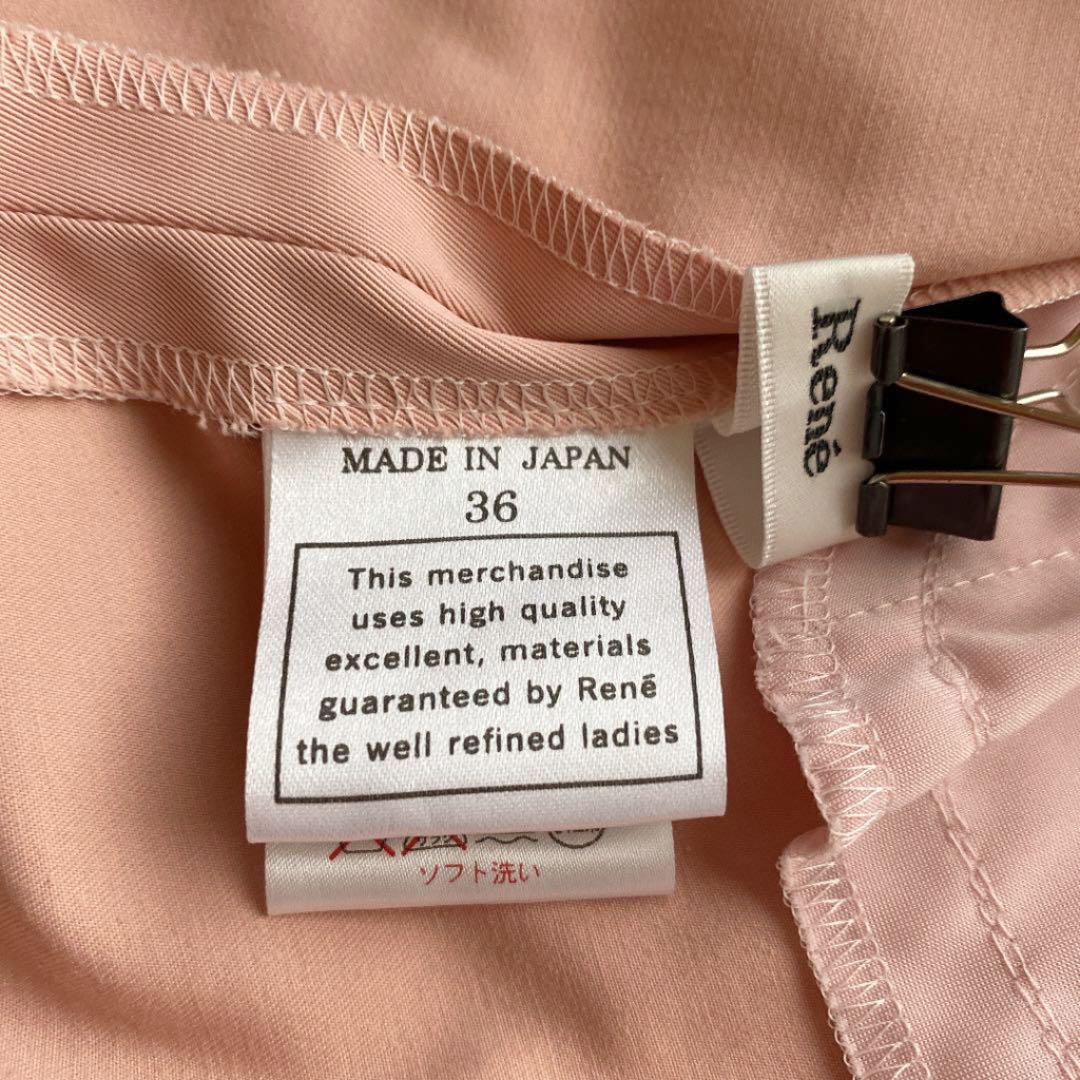 René
MADE IN JAPAN
36
This merchandise
uses high quality
excellent, materials
guaranteed by René
the well refined ladies
ソフト洗い